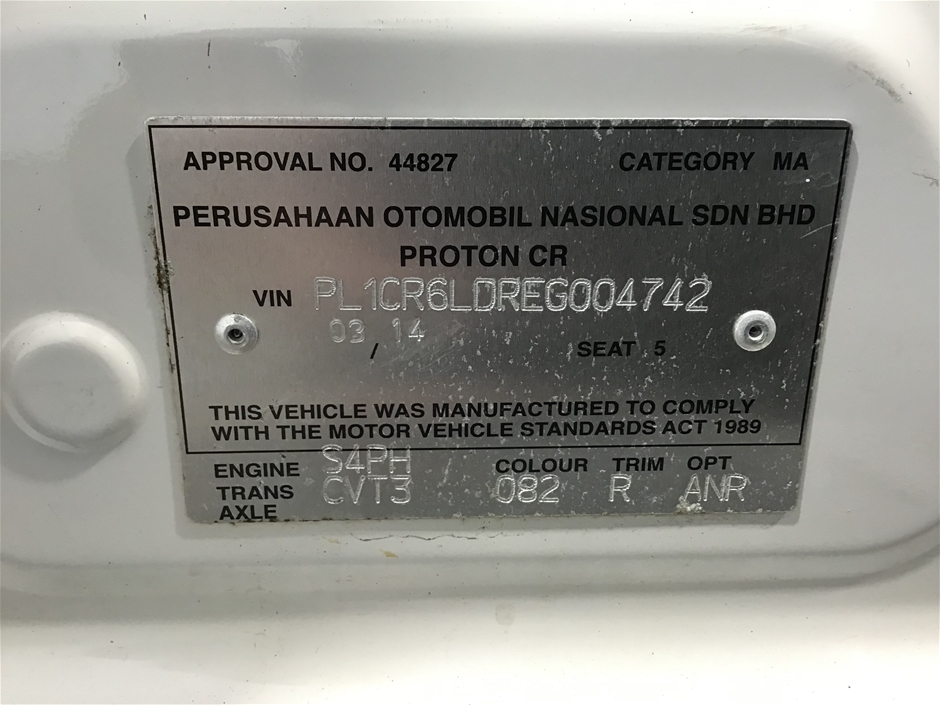 APPROVAL NO. 44827 CATEGORY MA
PERUSAHAAN OTOMOBIL NASIONAL SDN BHD
PROTON CR
VIN PL1CR6LDREG004742
03 / 14
SEAT 5
THIS VEHICLE WAS MANUFACTURED TO COMPLY
WITH THE MOTOR VEHICLE STANDARDS ACT 1989
ENGINE S4PH COLOUR TRIM OPT
TRANS CVT3 082 R ANR
AXLE